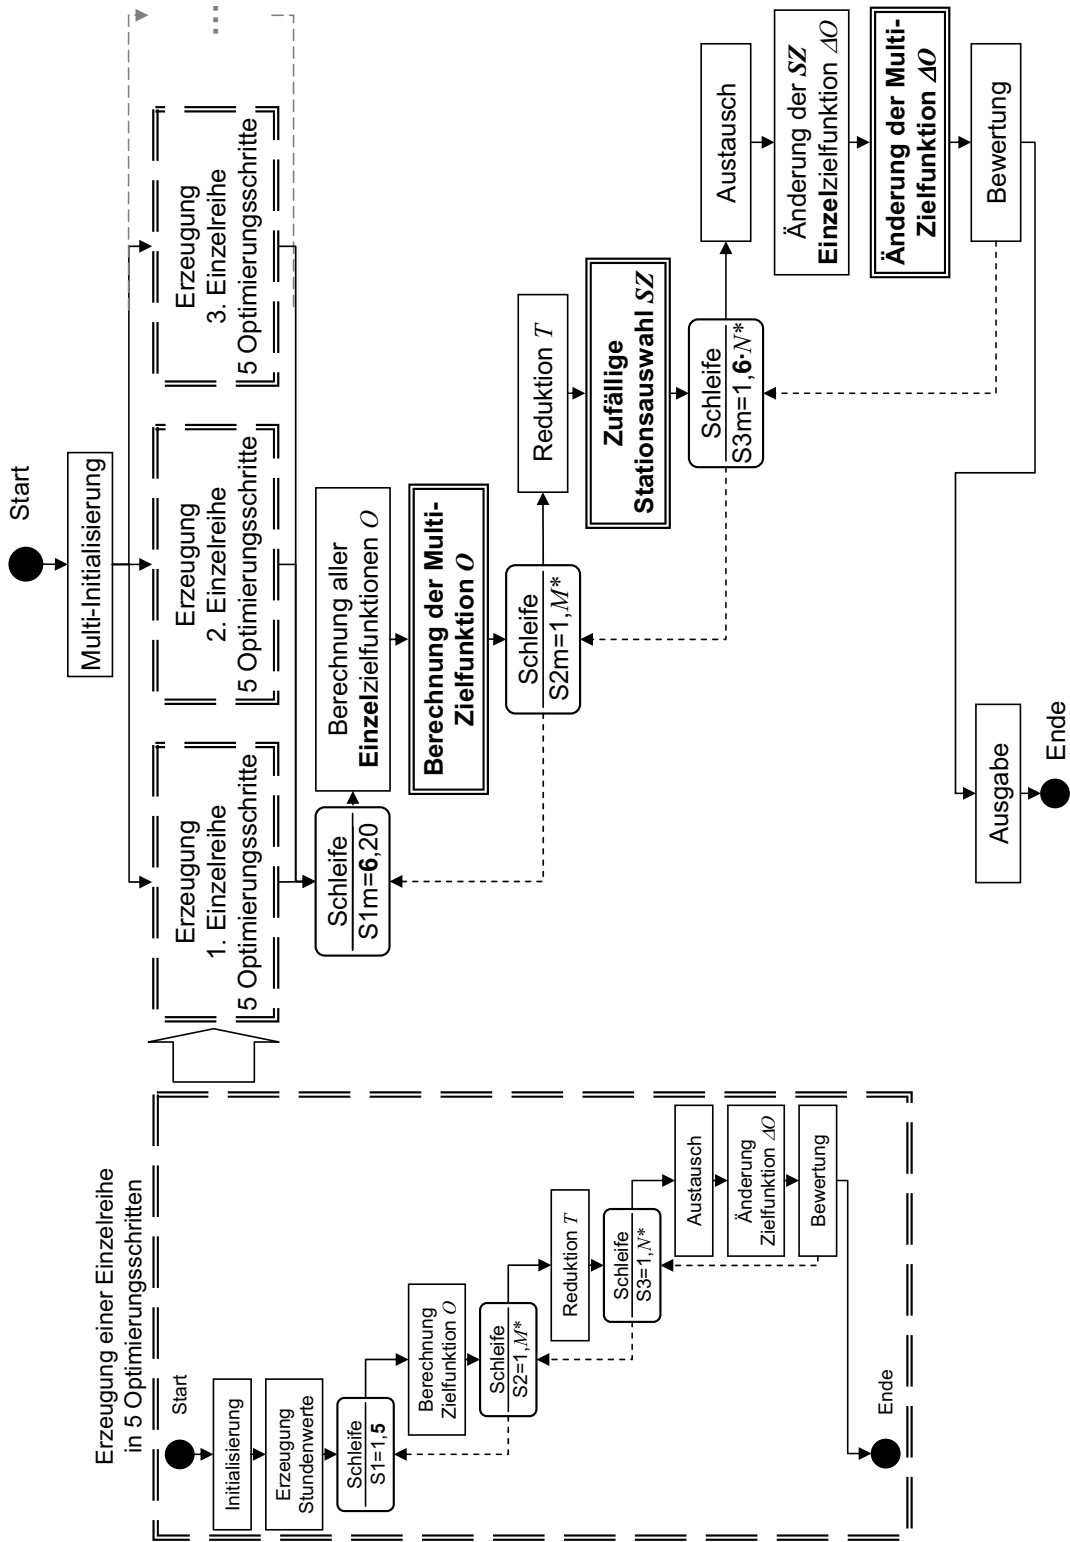 Erzeugung einer Einzelreihe
in 5 Optimierungsschritten
Start
Initialisierung
Erzeugung
Stundenwerte
Schleife
S1=1,5
Berechnung
Zielfunktion O
Schleife
S2=1,M*
Reduktion T
Schleife
S3=1,N*
Austausch
Änderung
Zielfunktion ΔO
Bewertung
Ende
Start
Multi-Initialisierung
Erzeugung
1. Einzelreihe
5 Optimierungsschritte
Erzeugung
2. Einzelreihe
5 Optimierungsschritte
Erzeugung
3. Einzelreihe
5 Optimierungsschritte
...
Schleife
S1m=6,20
Berechnung aller
Einzelzielfunktionen O
Berechnung der Multi-
Zielfunktion O
Schleife
S2m=1,M*
Reduktion T
Zufällige
Stationsauswahl SZ
Schleife
S3m=1,6·N*
Austausch
Änderung der SZ
Einzelzielfunktion ΔO
Änderung der Multi-
Zielfunktion ΔO
Bewertung
Ausgabe
Ende